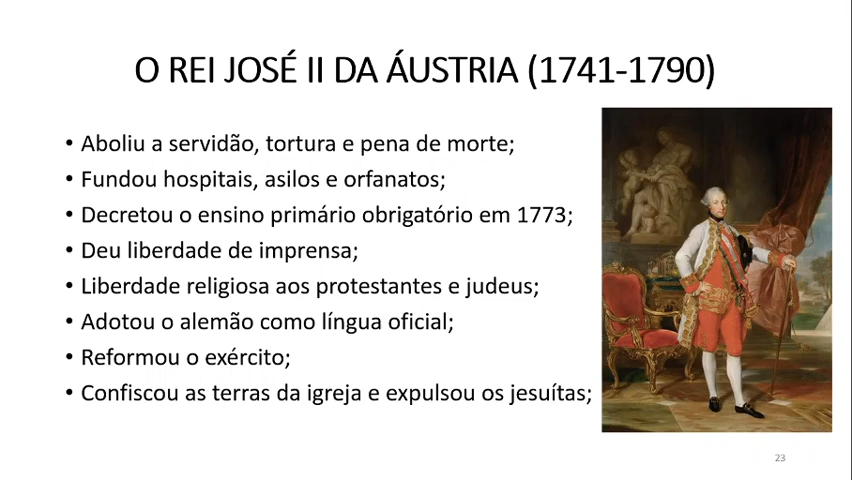 O REI JOSÉ II DA ÁUSTRIA (1741-1790)
• Aboliu a servidão, tortura e pena de morte;
• Fundou hospitais, asilos e orfanatos;
• Decretou o ensino primário obrigatório em 1773;
• Deu liberdade de imprensa;
• Liberdade religiosa aos protestantes e judeus;
• Adotou o alemão como língua oficial;
• Reformou o exército;
• Confiscou as terras da igreja e expulsou os jesuítas;
23